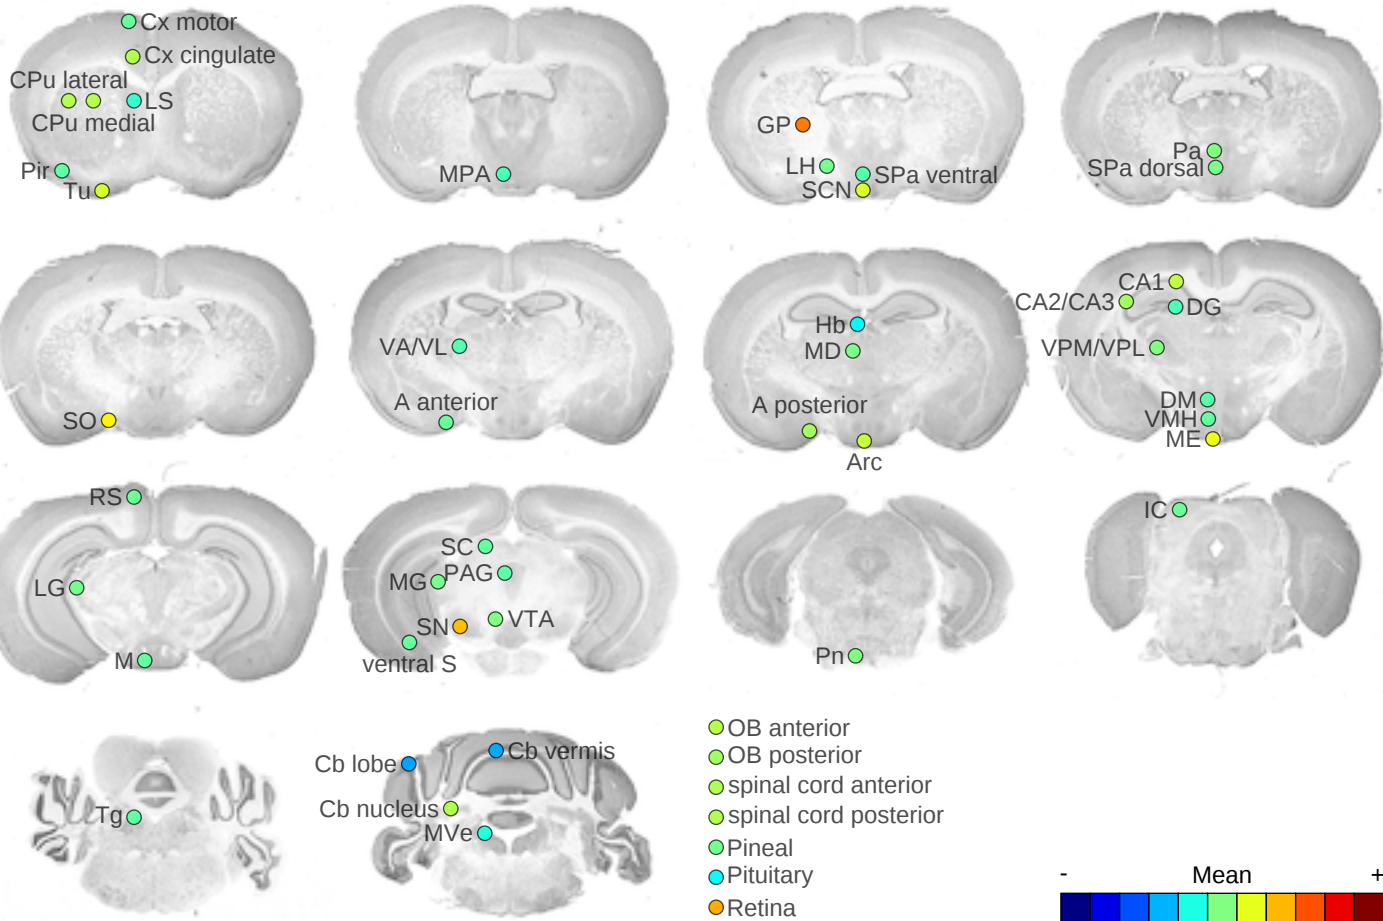 Cx motor
Cx cingulate
CPu lateral
LS
CPu medial
Pir
Tu
MPA
GP
LH
SPa ventral
SCN
Pa
SPa dorsal
SO
VA/VL
A anterior
Hb
MD
A posterior
Arc
CA1
CA2/CA3
DG
VPM/VPL
DM
VMH
ME
RS
LG
M
SC
MG
PAG
SN
VTA
ventral S
Pn
IC
Tg
Cb lobe
Cb vermis
Cb nucleus
MVe
OB anterior
OB posterior
spinal cord anterior
spinal cord posterior
Pineal
Pituitary
Retina
- Mean +